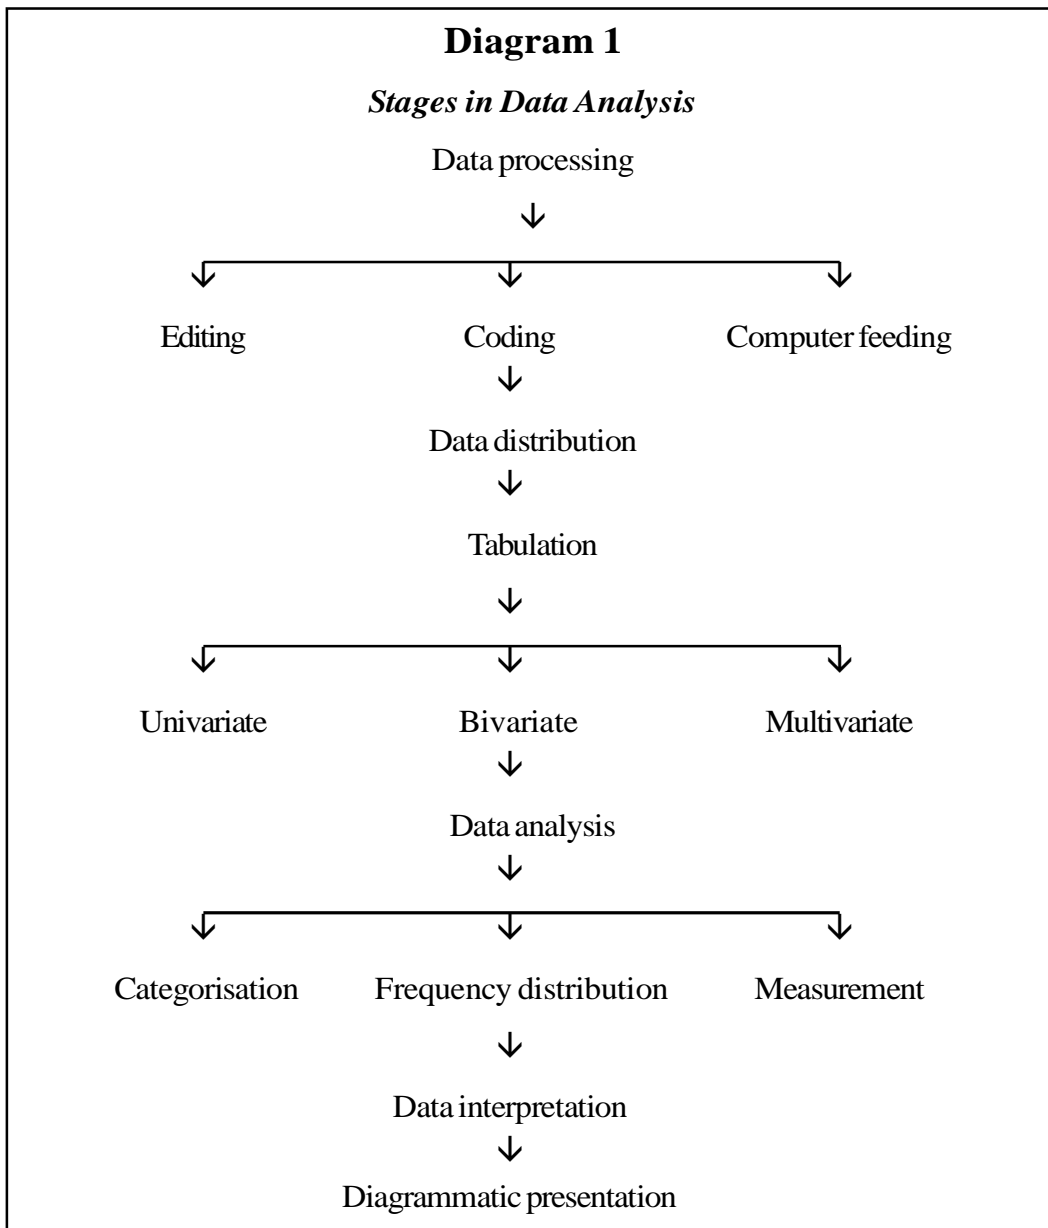 Diagram 1
Stages in Data Analysis
Data processing
Editing Coding Computer feeding
Data distribution
Tabulation
Univariate Bivariate Multivariate
Data analysis
Categorisation Frequency distribution Measurement
Data interpretation
Diagrammatic presentation